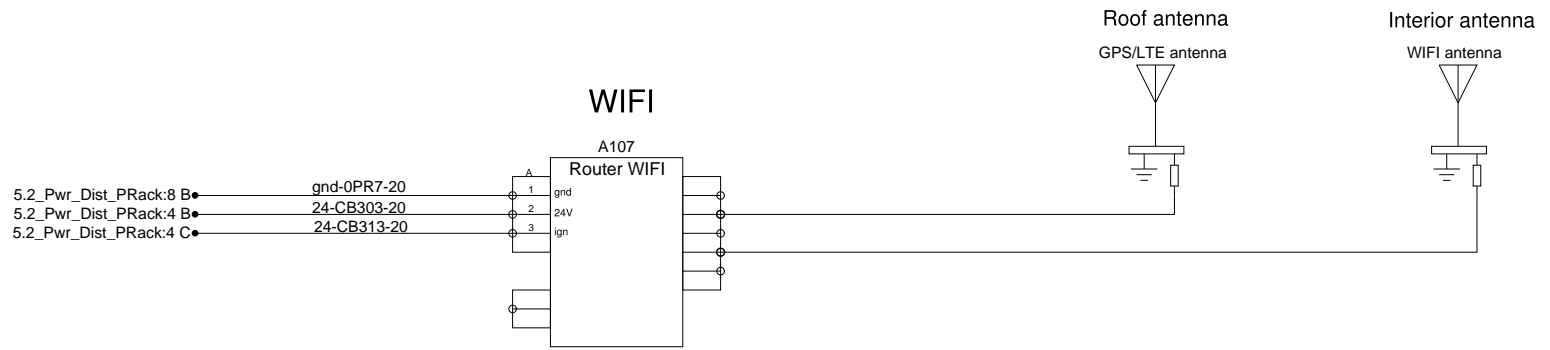 Roof antenna
Interior antenna
GPS/LTE antenna
WIFI antenna
WIFI
A107
Router WIFI
A
5.2_Pwr_Dist_PRack:8 B
gnd-0PR7-20
1
gnd
5.2_Pwr_Dist_PRack:4 B
24-CB303-20
2
24V
5.2_Pwr_Dist_PRack:4 C
24-CB313-20
3
ign